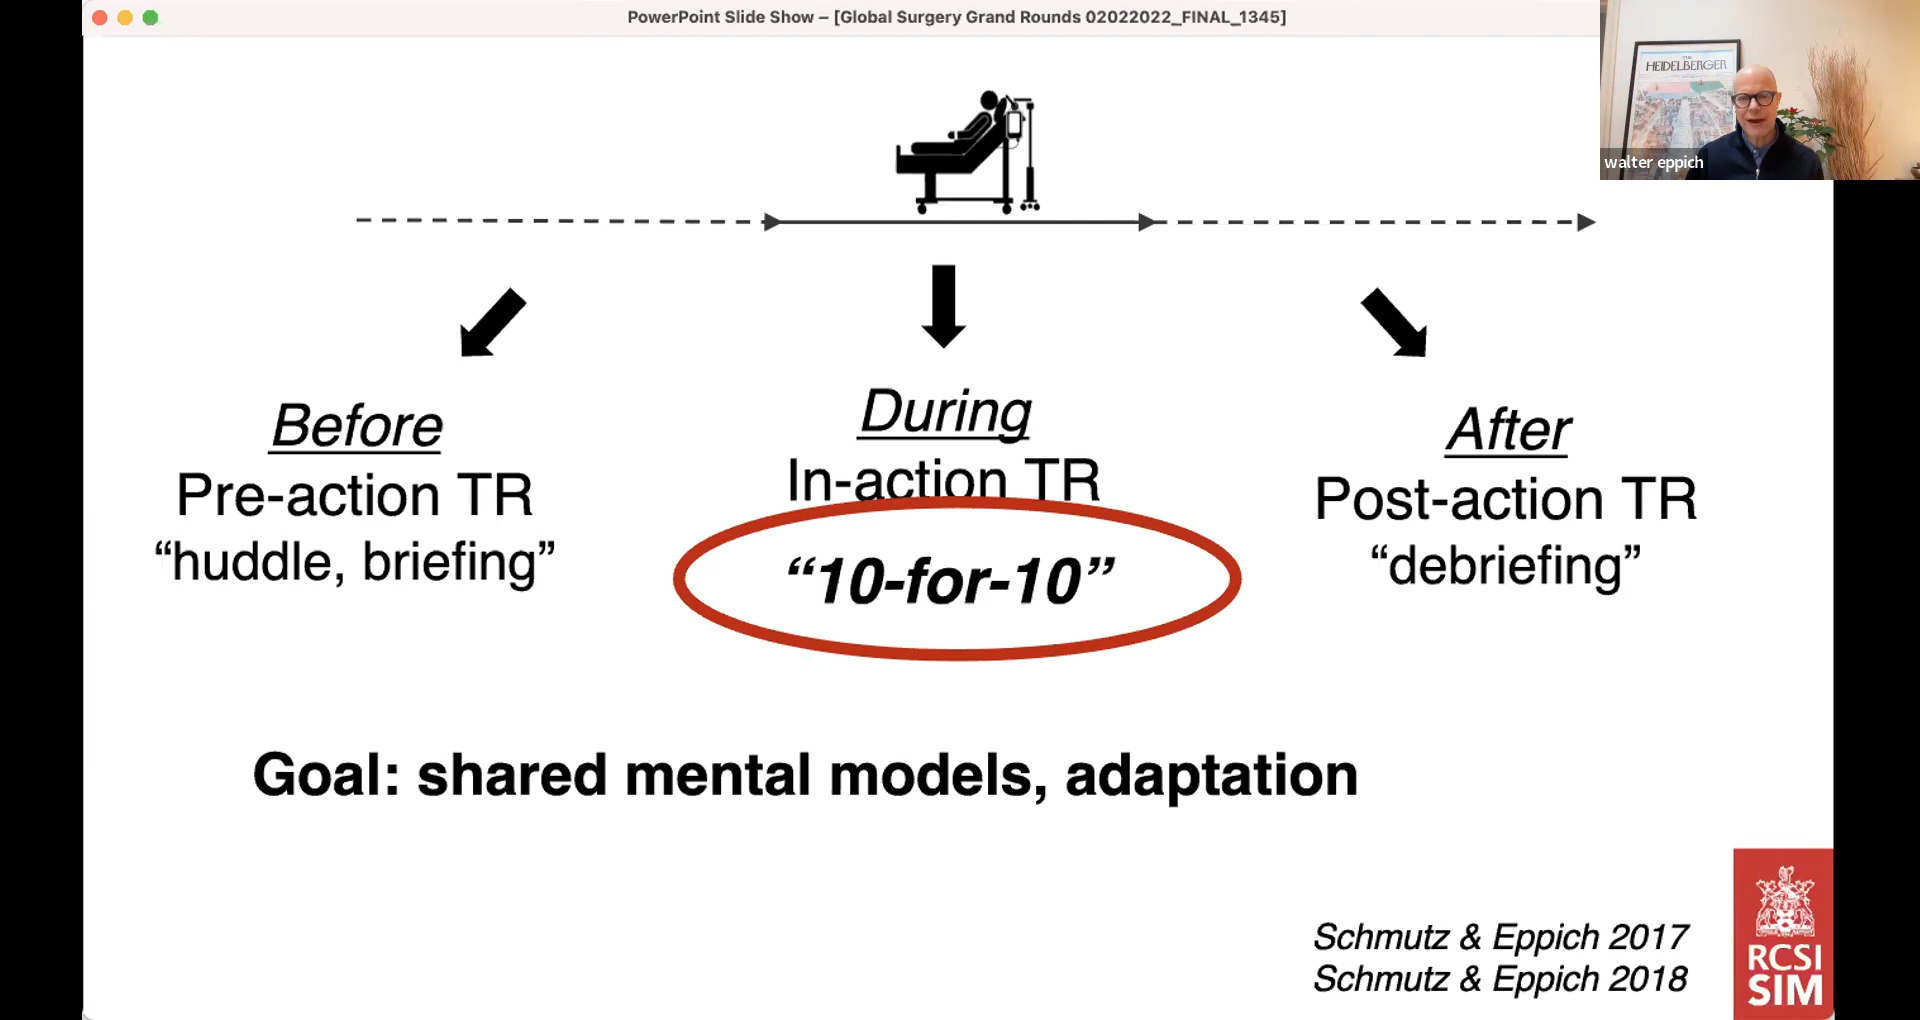 PowerPoint Slide Show – [Global Surgery Grand Rounds 02022022_FINAL_1345]
THE
HEIDELBERGER
walter eppich
Before
Pre-action TR
“huddle, briefing”
During
In-action TR
“10-for-10”
After
Post-action TR
“debriefing”
Goal: shared mental models, adaptation
Schmutz & Eppich 2017
Schmutz & Eppich 2018
RCSI
SIM